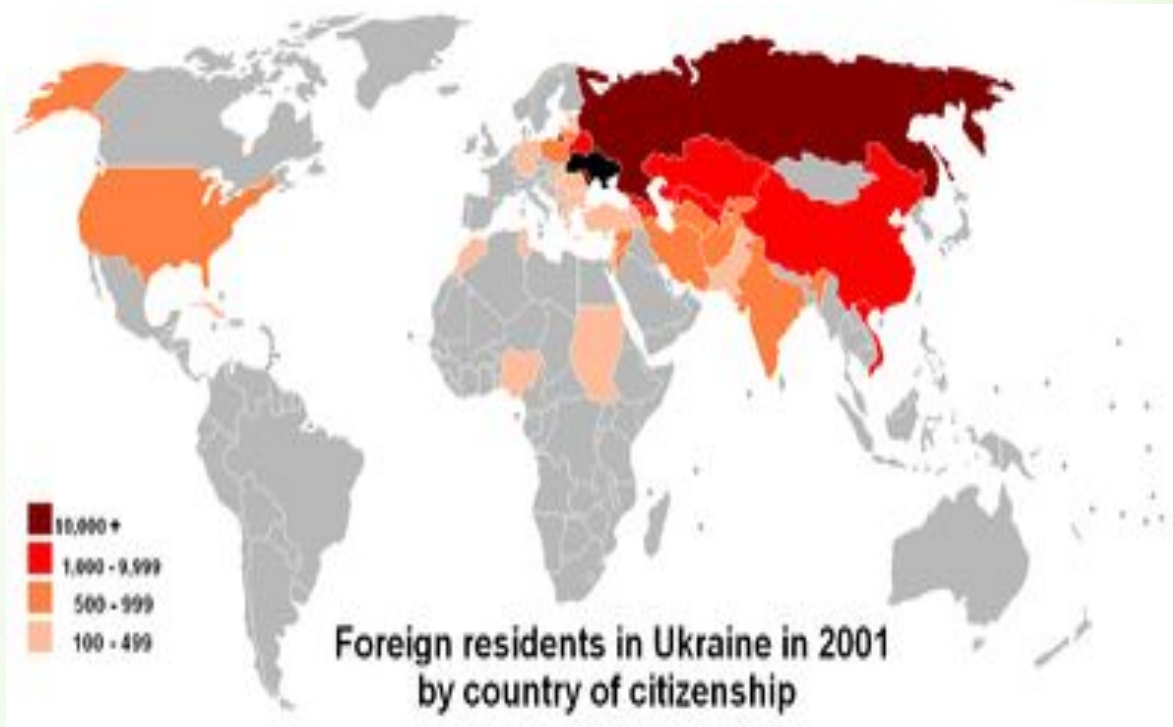 10,000 +
1,000 - 9,999
500 - 999
100 - 499
Foreign residents in Ukraine in 2001
by country of citizenship